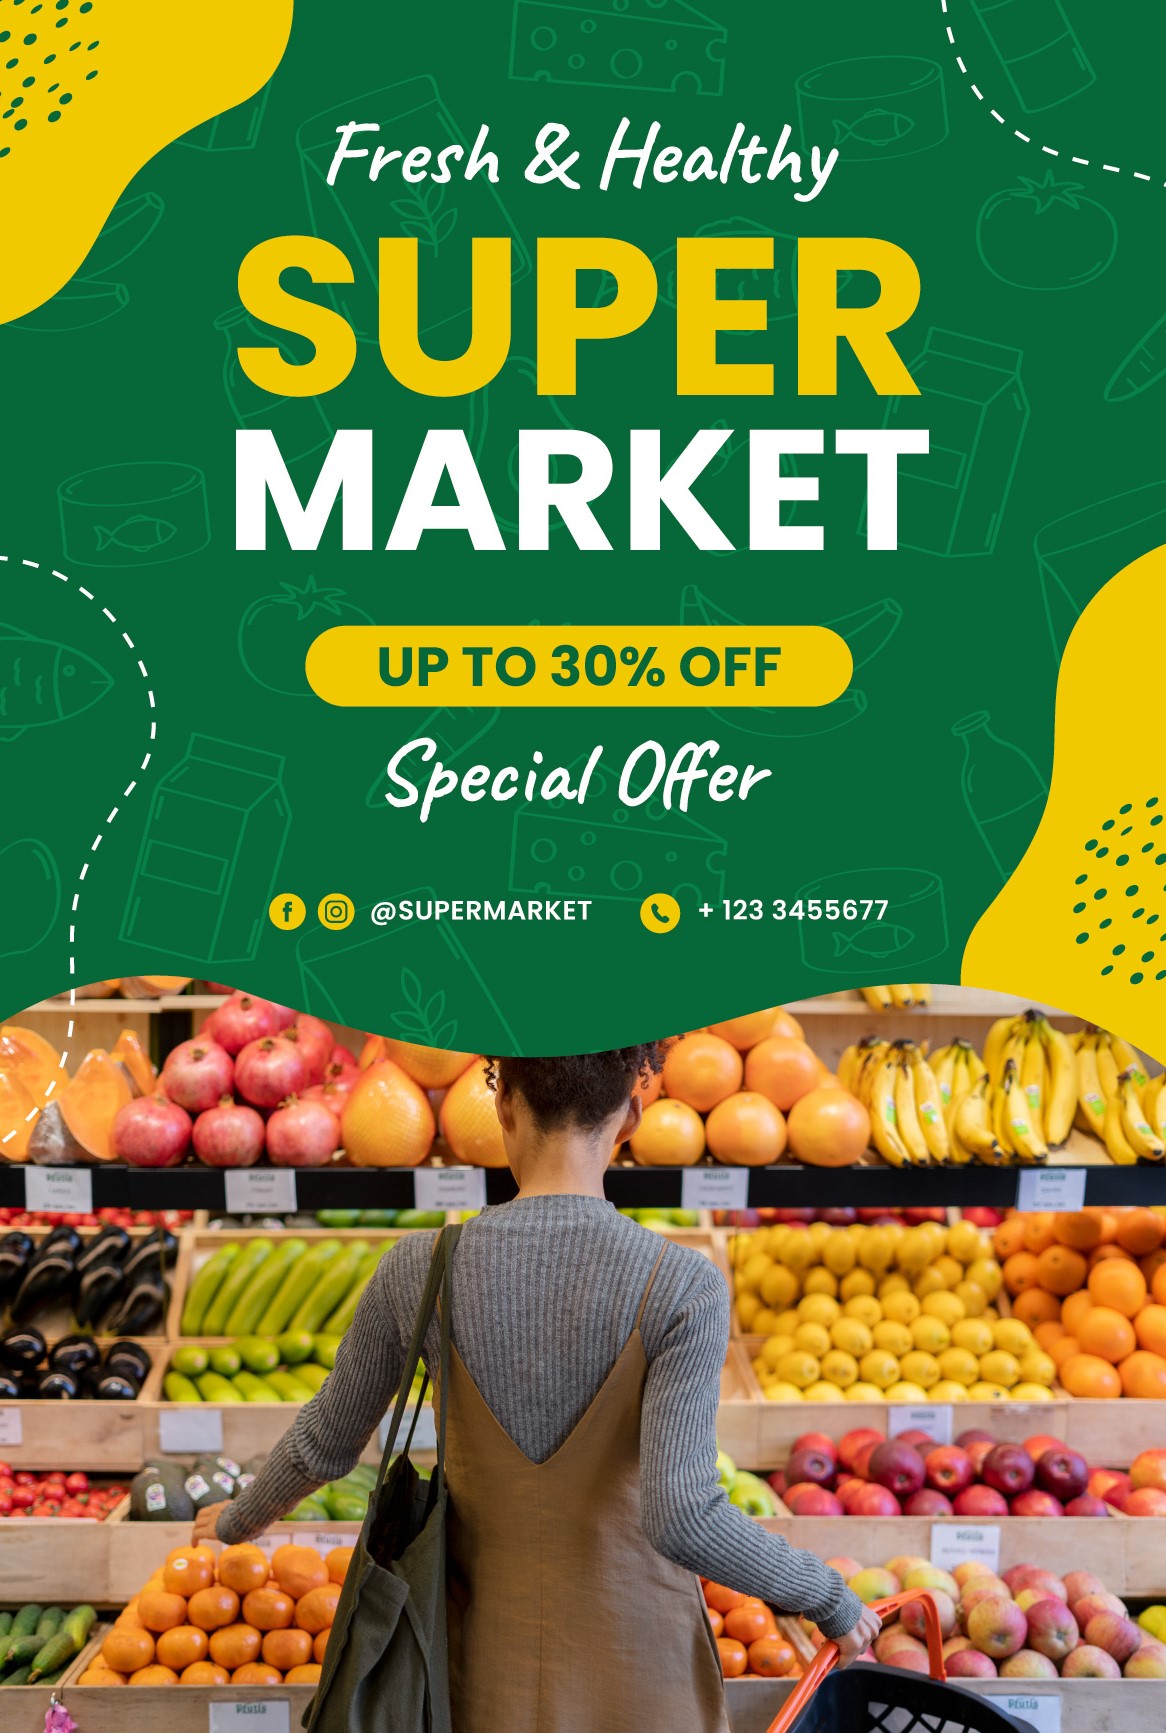 Fresh & Healthy
SUPER
MARKET
UP TO 30% OFF
Special Offer
@SUPERMARKET
+ 123 3455677